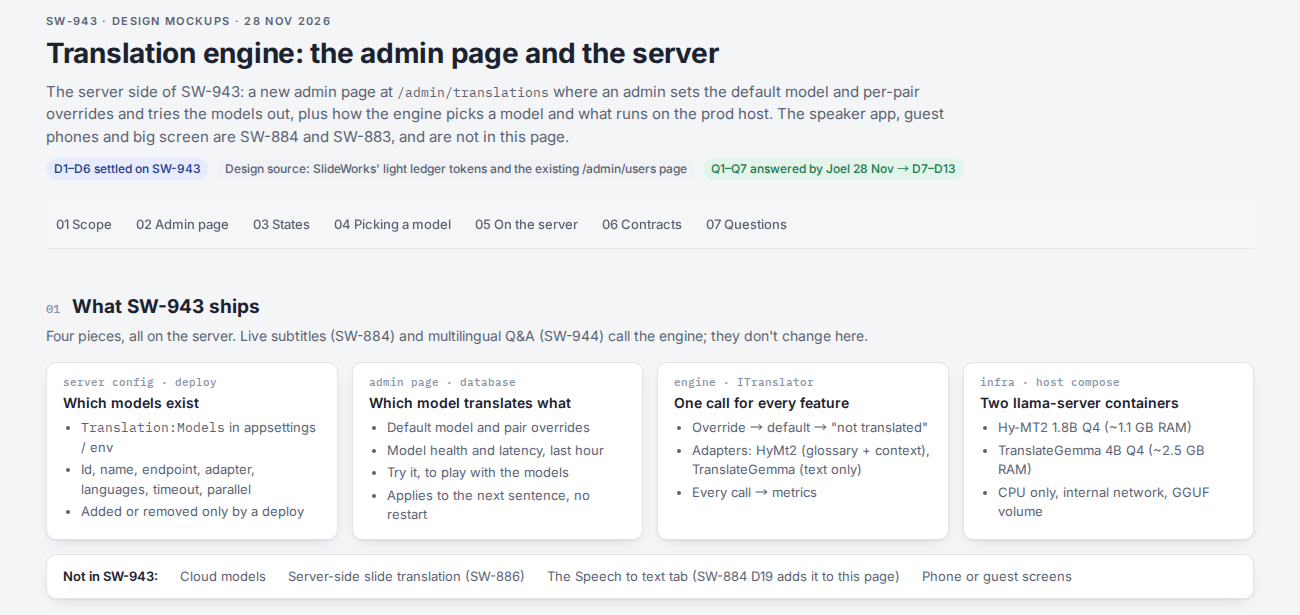 SW-943 · DESIGN MOCKUPS · 28 NOV 2026
Translation engine: the admin page and the server
The server side of SW-943: a new admin page at /admin/translations where an admin sets the default model and per-pair
overrides and tries the models out, plus how the engine picks a model and what runs on the prod host. The speaker app, guest
phones and big screen are SW-884 and SW-883, and are not in this page.
D1–D6 settled on SW-943
Design source: SlideWorks' light ledger tokens and the existing /admin/users page
Q1–Q7 answered by Joel 28 Nov → D7–D13
01 Scope
02 Admin page
03 States
04 Picking a model
05 On the server
06 Contracts
07 Questions
01 What SW-943 ships
Four pieces, all on the server. Live subtitles (SW-884) and multilingual Q&A (SW-944) call the engine; they don't change here.
server config · deploy
Which models exist
• Translation:Models in appsettings
/ env
• Id, name, endpoint, adapter,
languages, timeout, parallel
• Added or removed only by a deploy
admin page · database
Which model translates what
• Default model and pair overrides
• Model health and latency, last hour
• Try it, to play with the models
• Applies to the next sentence, no
restart
engine · ITranslator
One call for every feature
• Override → default → "not translated"
• Adapters: HyMt2 (glossary + context),
TranslateGemma (text only)
• Every call → metrics
infra · host compose
Two llama-server containers
• Hy-MT2 1.8B Q4 (~1.1 GB RAM)
• TranslateGemma 4B Q4 (~2.5 GB
RAM)
• CPU only, internal network, GGUF
volume
Not in SW-943:
Cloud models
Server-side slide translation (SW-886)
The Speech to text tab (SW-884 D19 adds it to this page)
Phone or guest screens